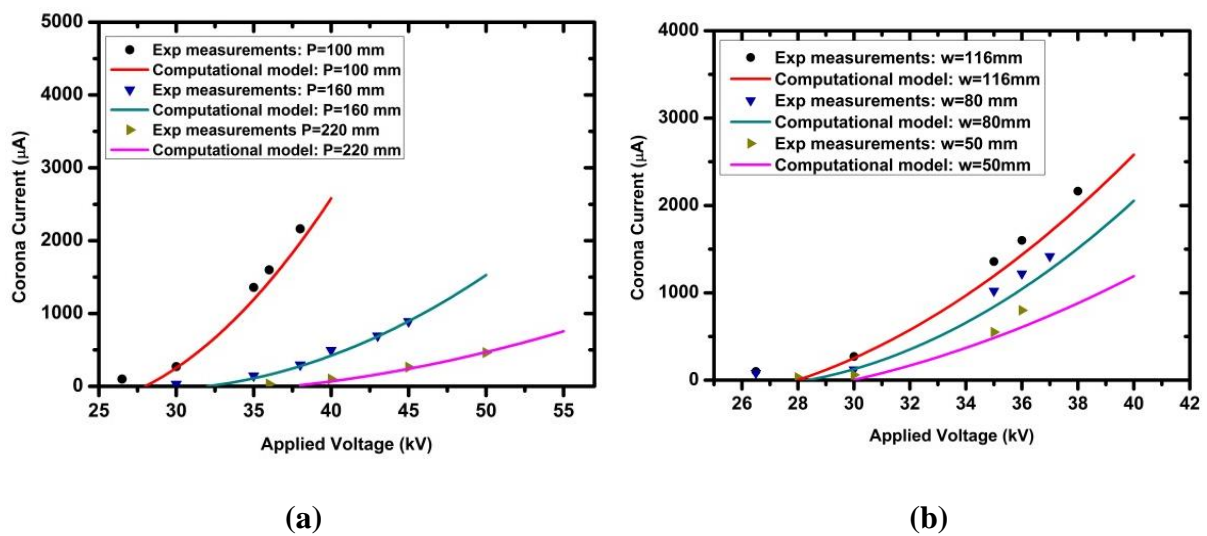 5000
4000
3000
2000
1000
0
Corona Current (μA)
Exp measurements: P=100 mm
Computational model: P=100 mm
Exp measurements: P=160 mm
Computational model: P=160 mm
Exp measurements P=220 mm
Computational model: P=220 mm
25 30 35 40 45 50 55
Applied Voltage (kV)
(a)
4000
3000
2000
1000
0
Corona Current (μA)
Exp measurements: w=116mm
Computational model: w=116mm
Exp measurements: w=80 mm
Computational model: w=80mm
Exp measurements: w=50 mm
Computational model: w=50mm
26 28 30 32 34 36 38 40 42
Applied Voltage (kV)
(b)